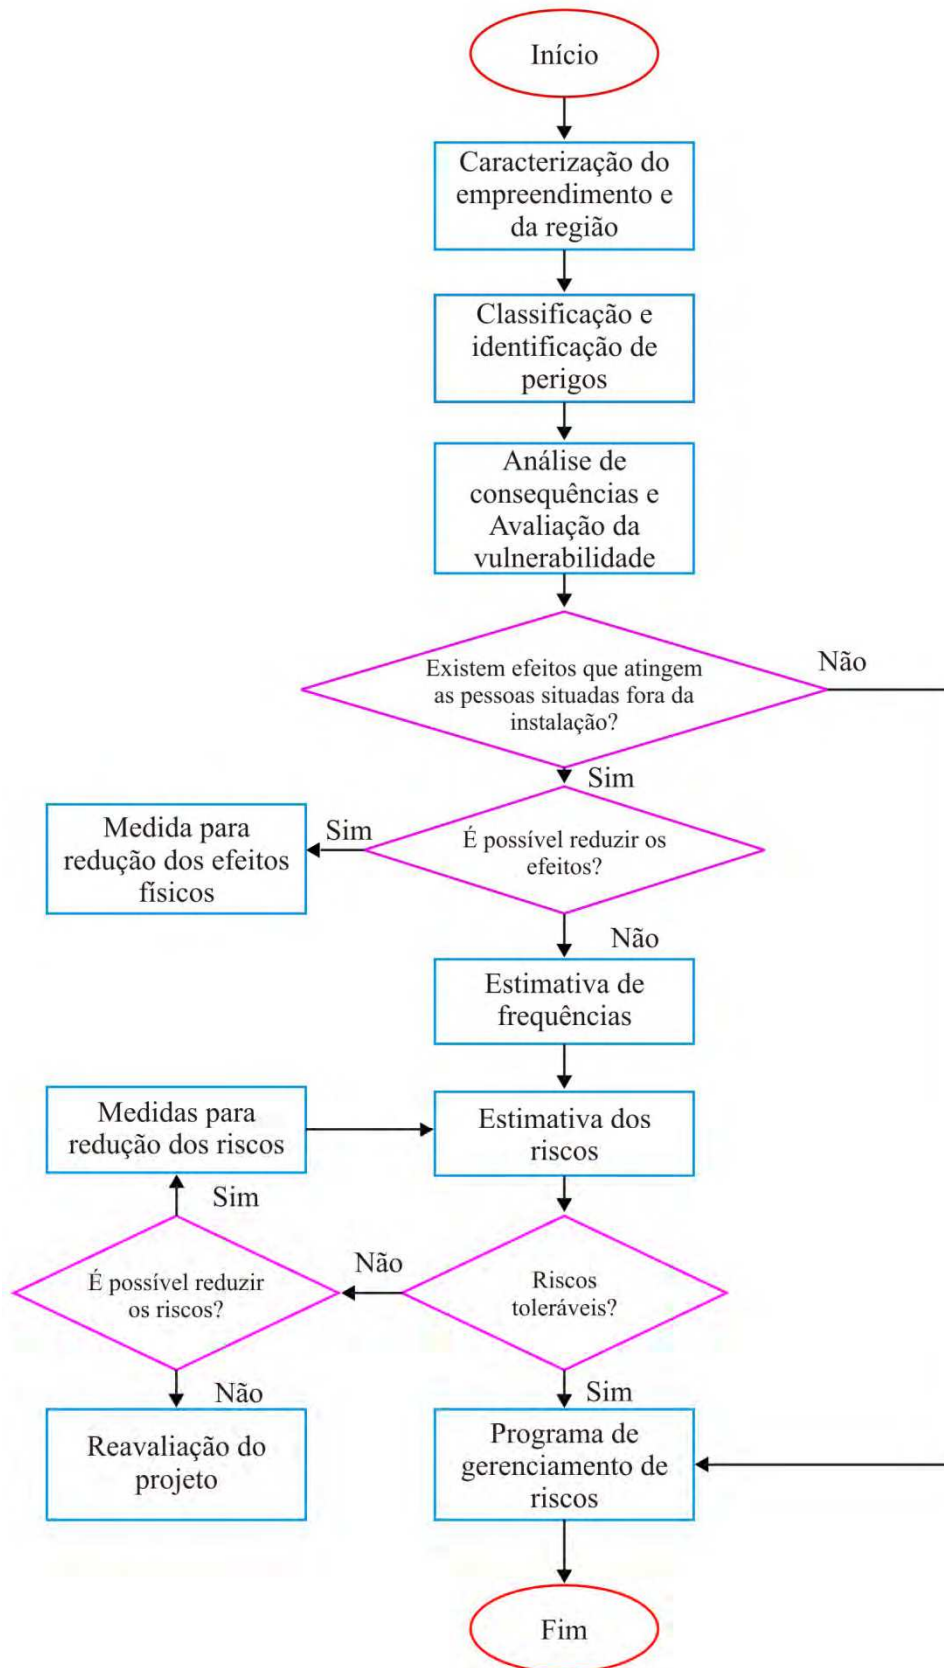 Início
Caracterização do
empreendimento e
da região
Classificação e
identificação de
perigos
Análise de
consequências e
Avaliação da
vulnerabilidade
Existem efeitos que atingem
as pessoas situadas fora da
instalação?
Não
Sim
É possível reduzir os
efeitos?
Sim
Medida para
redução dos efeitos
físicos
Não
Estimativa de
frequências
Medidas para
redução dos riscos
Estimativa dos
riscos
Sim
Não
É possível reduzir
os riscos?
Riscos
toleráveis?
Não
Sim
Reavaliação do
projeto
Programa de
gerenciamento de
riscos
Fim